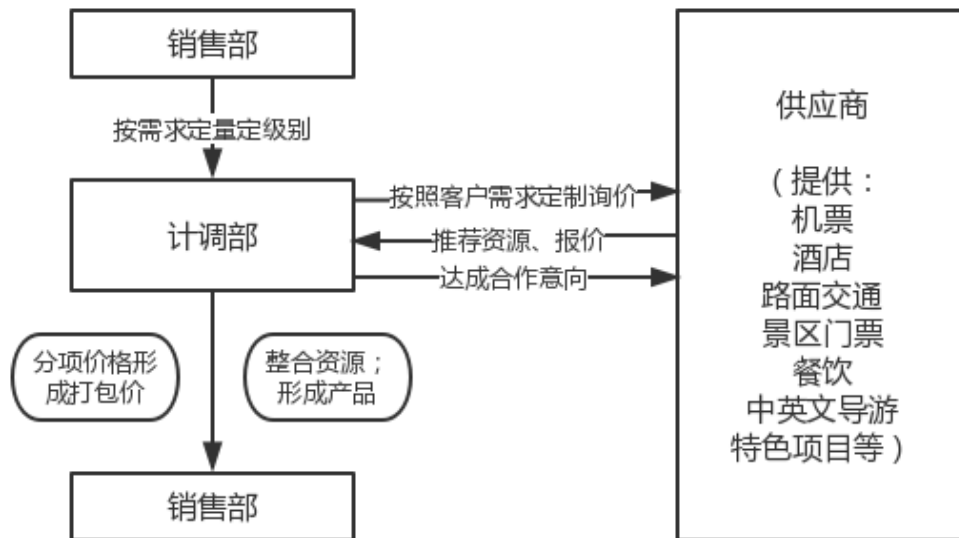 销售部
按需求定量定级别
计调部
按照客户需求定制询价
推荐资源、报价
达成合作意向
分项价格形
成打包价
整合资源；
形成产品
销售部
供应商
（提供：
机票
酒店
路面交通
景区门票
餐饮
中英文导游
特色项目等）